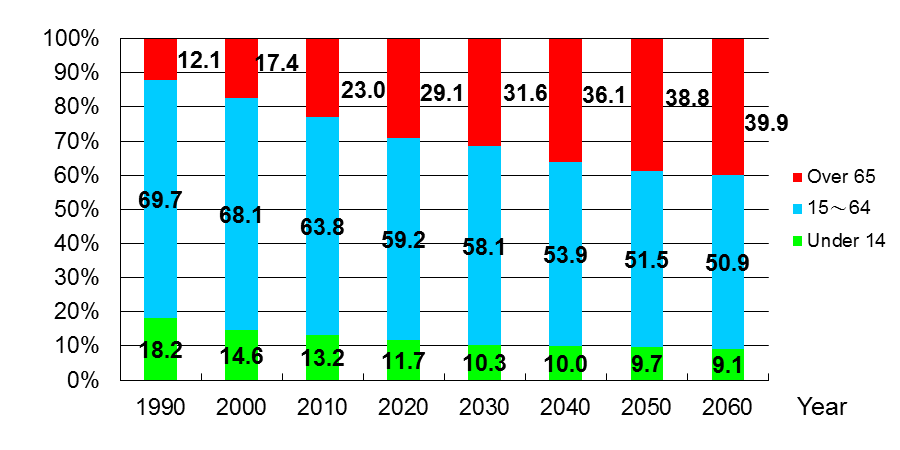 100%
90%
80%
70%
60%
50%
40%
30%
20%
10%
0%
12.1 17.4 23.0 29.1 31.6 36.1 38.8 39.9
69.7 68.1 63.8 59.2 58.1 53.9 51.5 50.9
18.2 14.6 13.2 11.7 10.3 10.0 9.7 9.1
1990 2000 2010 2020 2030 2040 2050 2060 Year
Over 65
15～64
Under 14